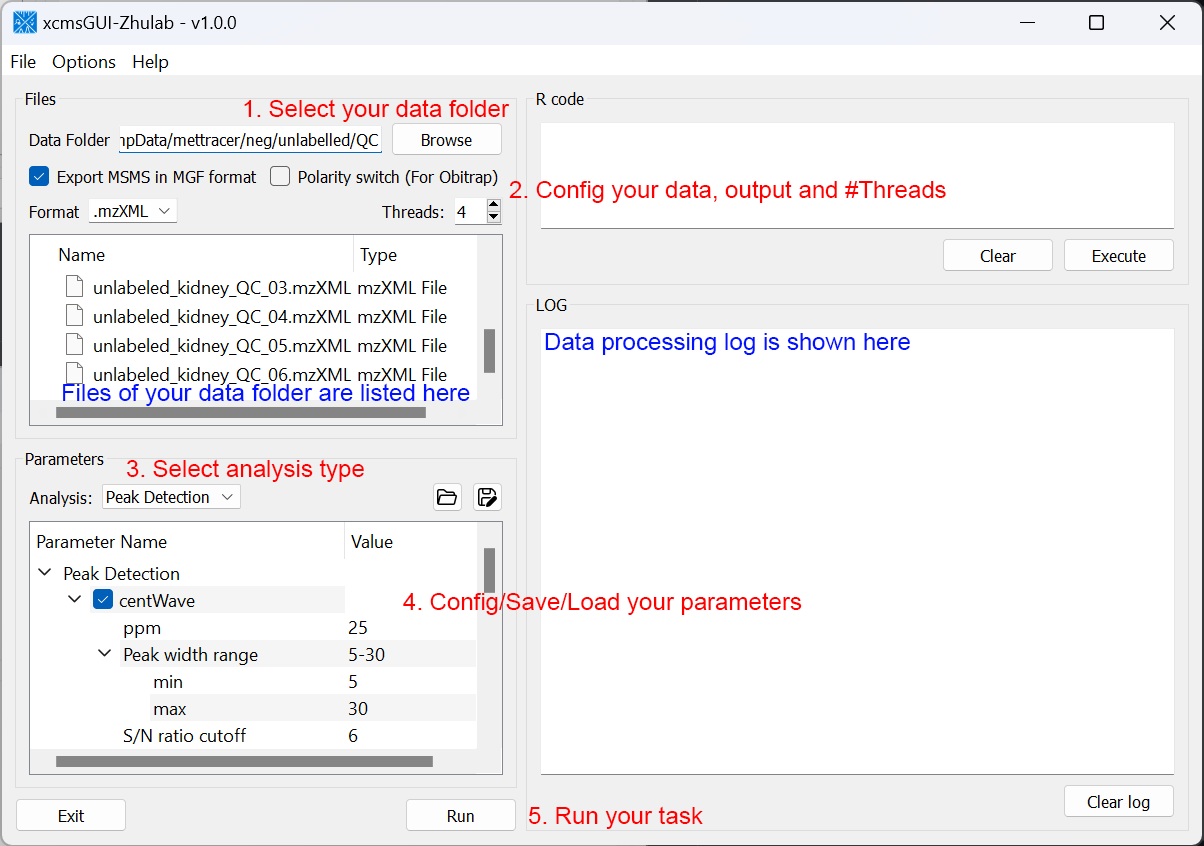 xcmsGUI-Zhulab - v1.0.0
File Options Help
Files
1. Select your data folder
Data Folder npData/mettracer/neg/unlabelled/QC Browse
Export MSMS in MGF format Polarity switch (For Obitrap)
Format .mzXML Threads: 4
Name Type
unlabeled_kidney_QC_03.mzXML mzXML File
unlabeled_kidney_QC_04.mzXML mzXML File
unlabeled_kidney_QC_05.mzXML mzXML File
unlabeled_kidney_QC_06.mzXML mzXML File
Files of your data folder are listed here
Parameters
3. Select analysis type
Analysis: Peak Detection
Parameter Name Value
Peak Detection
centWave
ppm 25
Peak width range 5-30
min 5
max 30
S/N ratio cutoff 6
4. Config/Save/Load your parameters
Exit Run
5. Run your task
R code
2. Config your data, output and #Threads
Clear Execute
LOG
Data processing log is shown here
Clear log